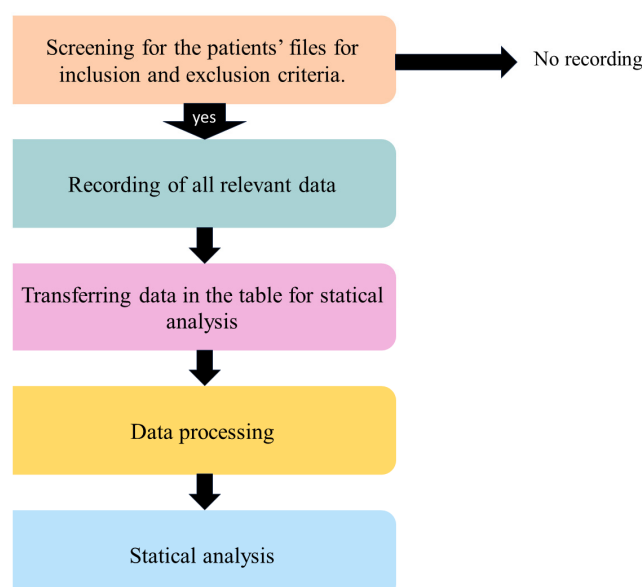 Screening for the patients’ files for
inclusion and exclusion criteria.
No recording
yes
Recording of all relevant data
Transferring data in the table for statical
analysis
Data processing
Statical analysis